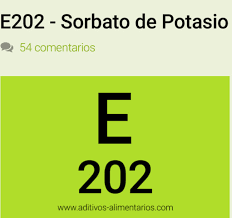 E202 - Sorbato de Potasio
54 comentarios
E
202
www.aditivos-alimentarios.com